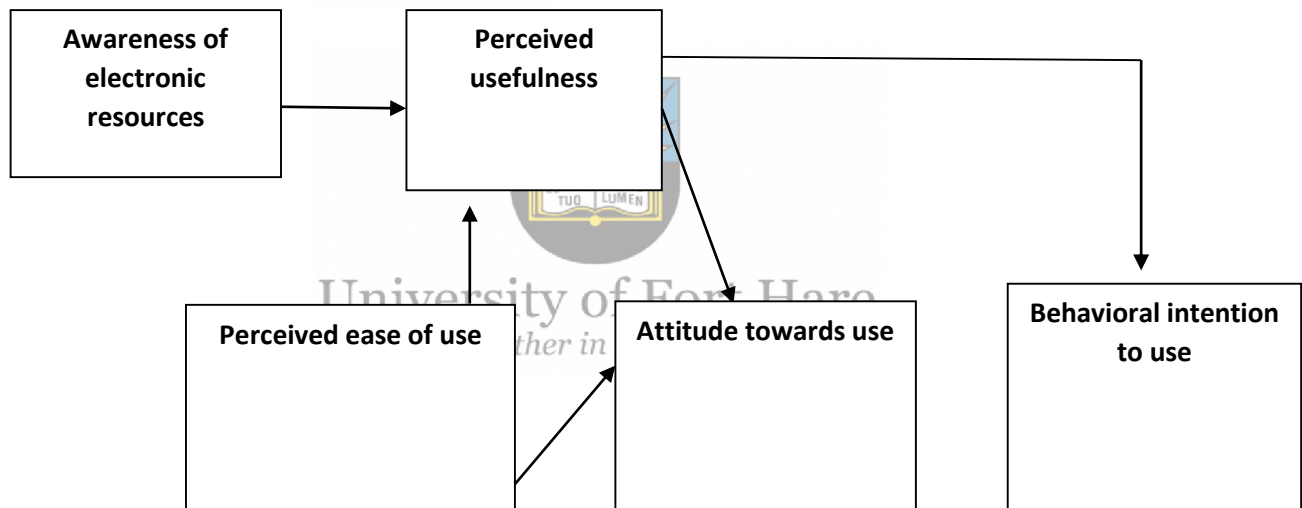 Awareness of
electronic
resources
Perceived
usefulness
TUO LUMEN
University of Fort Hare
ther in
Perceived ease of use
Attitude towards use
Behavioral intention
to use